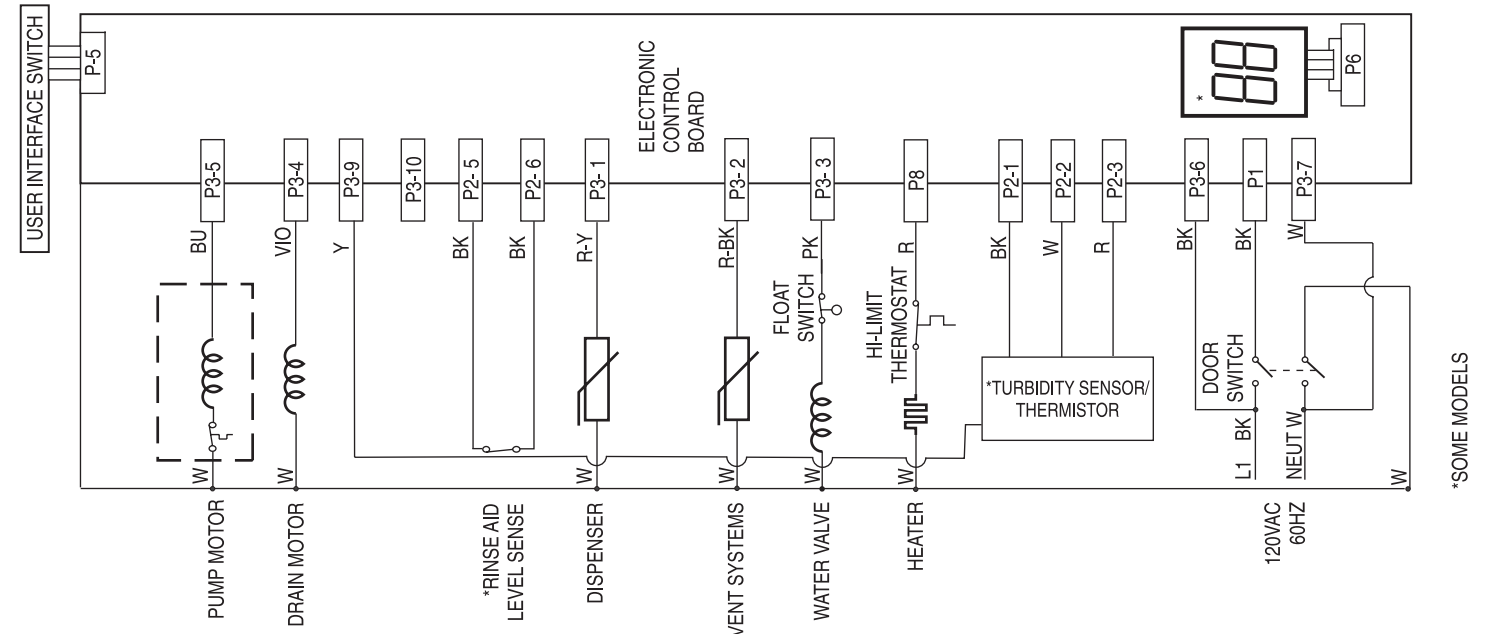 USER INTERFACE SWITCH
P-5
ELECTRONIC
CONTROL
BOARD
*
P6
P3-5
P3-4
P3-9
P3-10
P2- 5
P2- 6
P3- 1
P3- 2
P3- 3
P8
P2-1
P2-2
P2-3
P3-6
P1
P3-7
BU
VIO
Y
BK
BK
R-Y
R-BK
PK
R
BK
W
R
BK
BK
W
FLOAT
SWITCH
HI-LIMIT
THERMOSTAT
*TURBIDITY SENSOR/
THERMISTOR
DOOR
SWITCH
W
W
W
W
W
W
L1 BK
NEUT W
W
PUMP MOTOR
DRAIN MOTOR
*RINSE AID
LEVEL SENSE
DISPENSER
VENT SYSTEMS
WATER VALVE
HEATER
120VAC
60HZ
*SOME MODELS